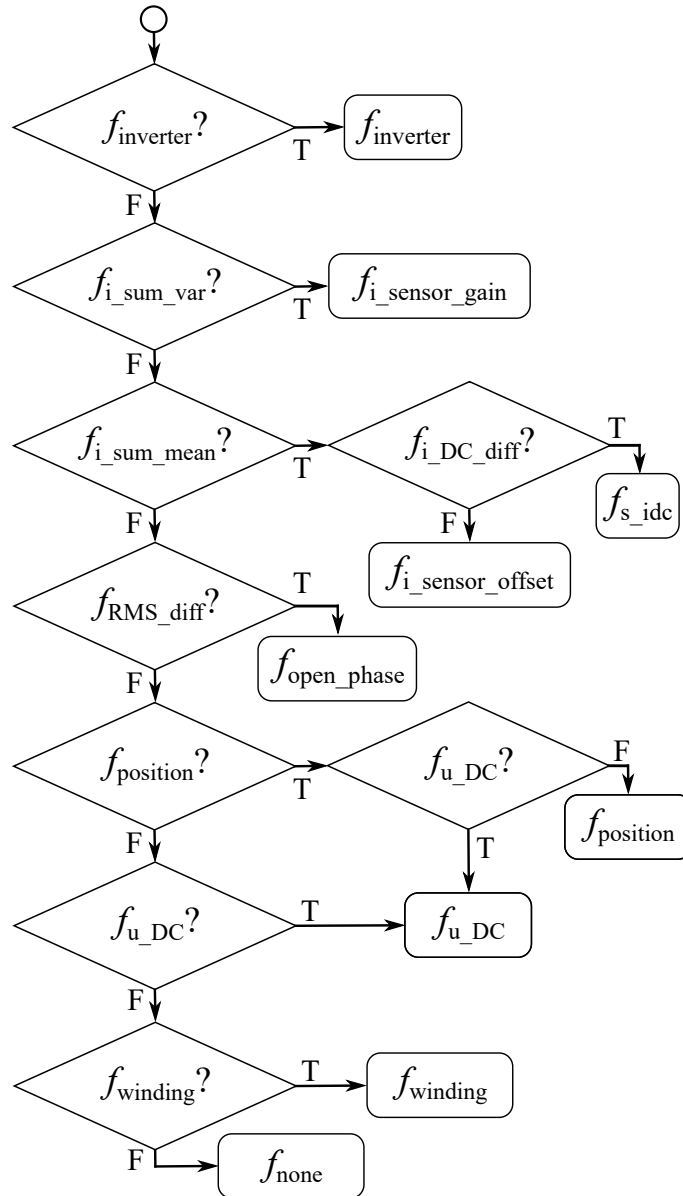 f_inverter?
T
f_inverter
F
f_i_sum_var?
T
f_i_sensor_gain
F
f_i_sum_mean?
T
f_i_DC_diff?
T
f_s_idc
F
F
f_i_sensor_offset
f_RMS_diff?
T
f_open_phase
F
f_position?
T
f_u_DC?
F
f_position
F
T
f_u_DC?
T
f_u_DC
F
f_winding?
T
f_winding
F
f_none